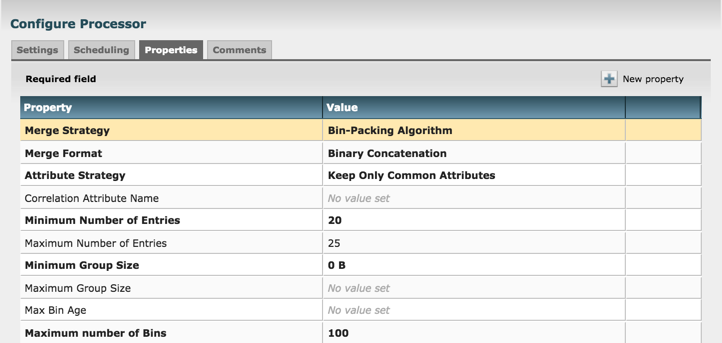 Configure Processor
Settings Scheduling Properties Comments
Required field New property
Property Value
Merge Strategy Bin-Packing Algorithm
Merge Format Binary Concatenation
Attribute Strategy Keep Only Common Attributes
Correlation Attribute Name No value set
Minimum Number of Entries 20
Maximum Number of Entries 25
Minimum Group Size 0 B
Maximum Group Size No value set
Max Bin Age No value set
Maximum number of Bins 100